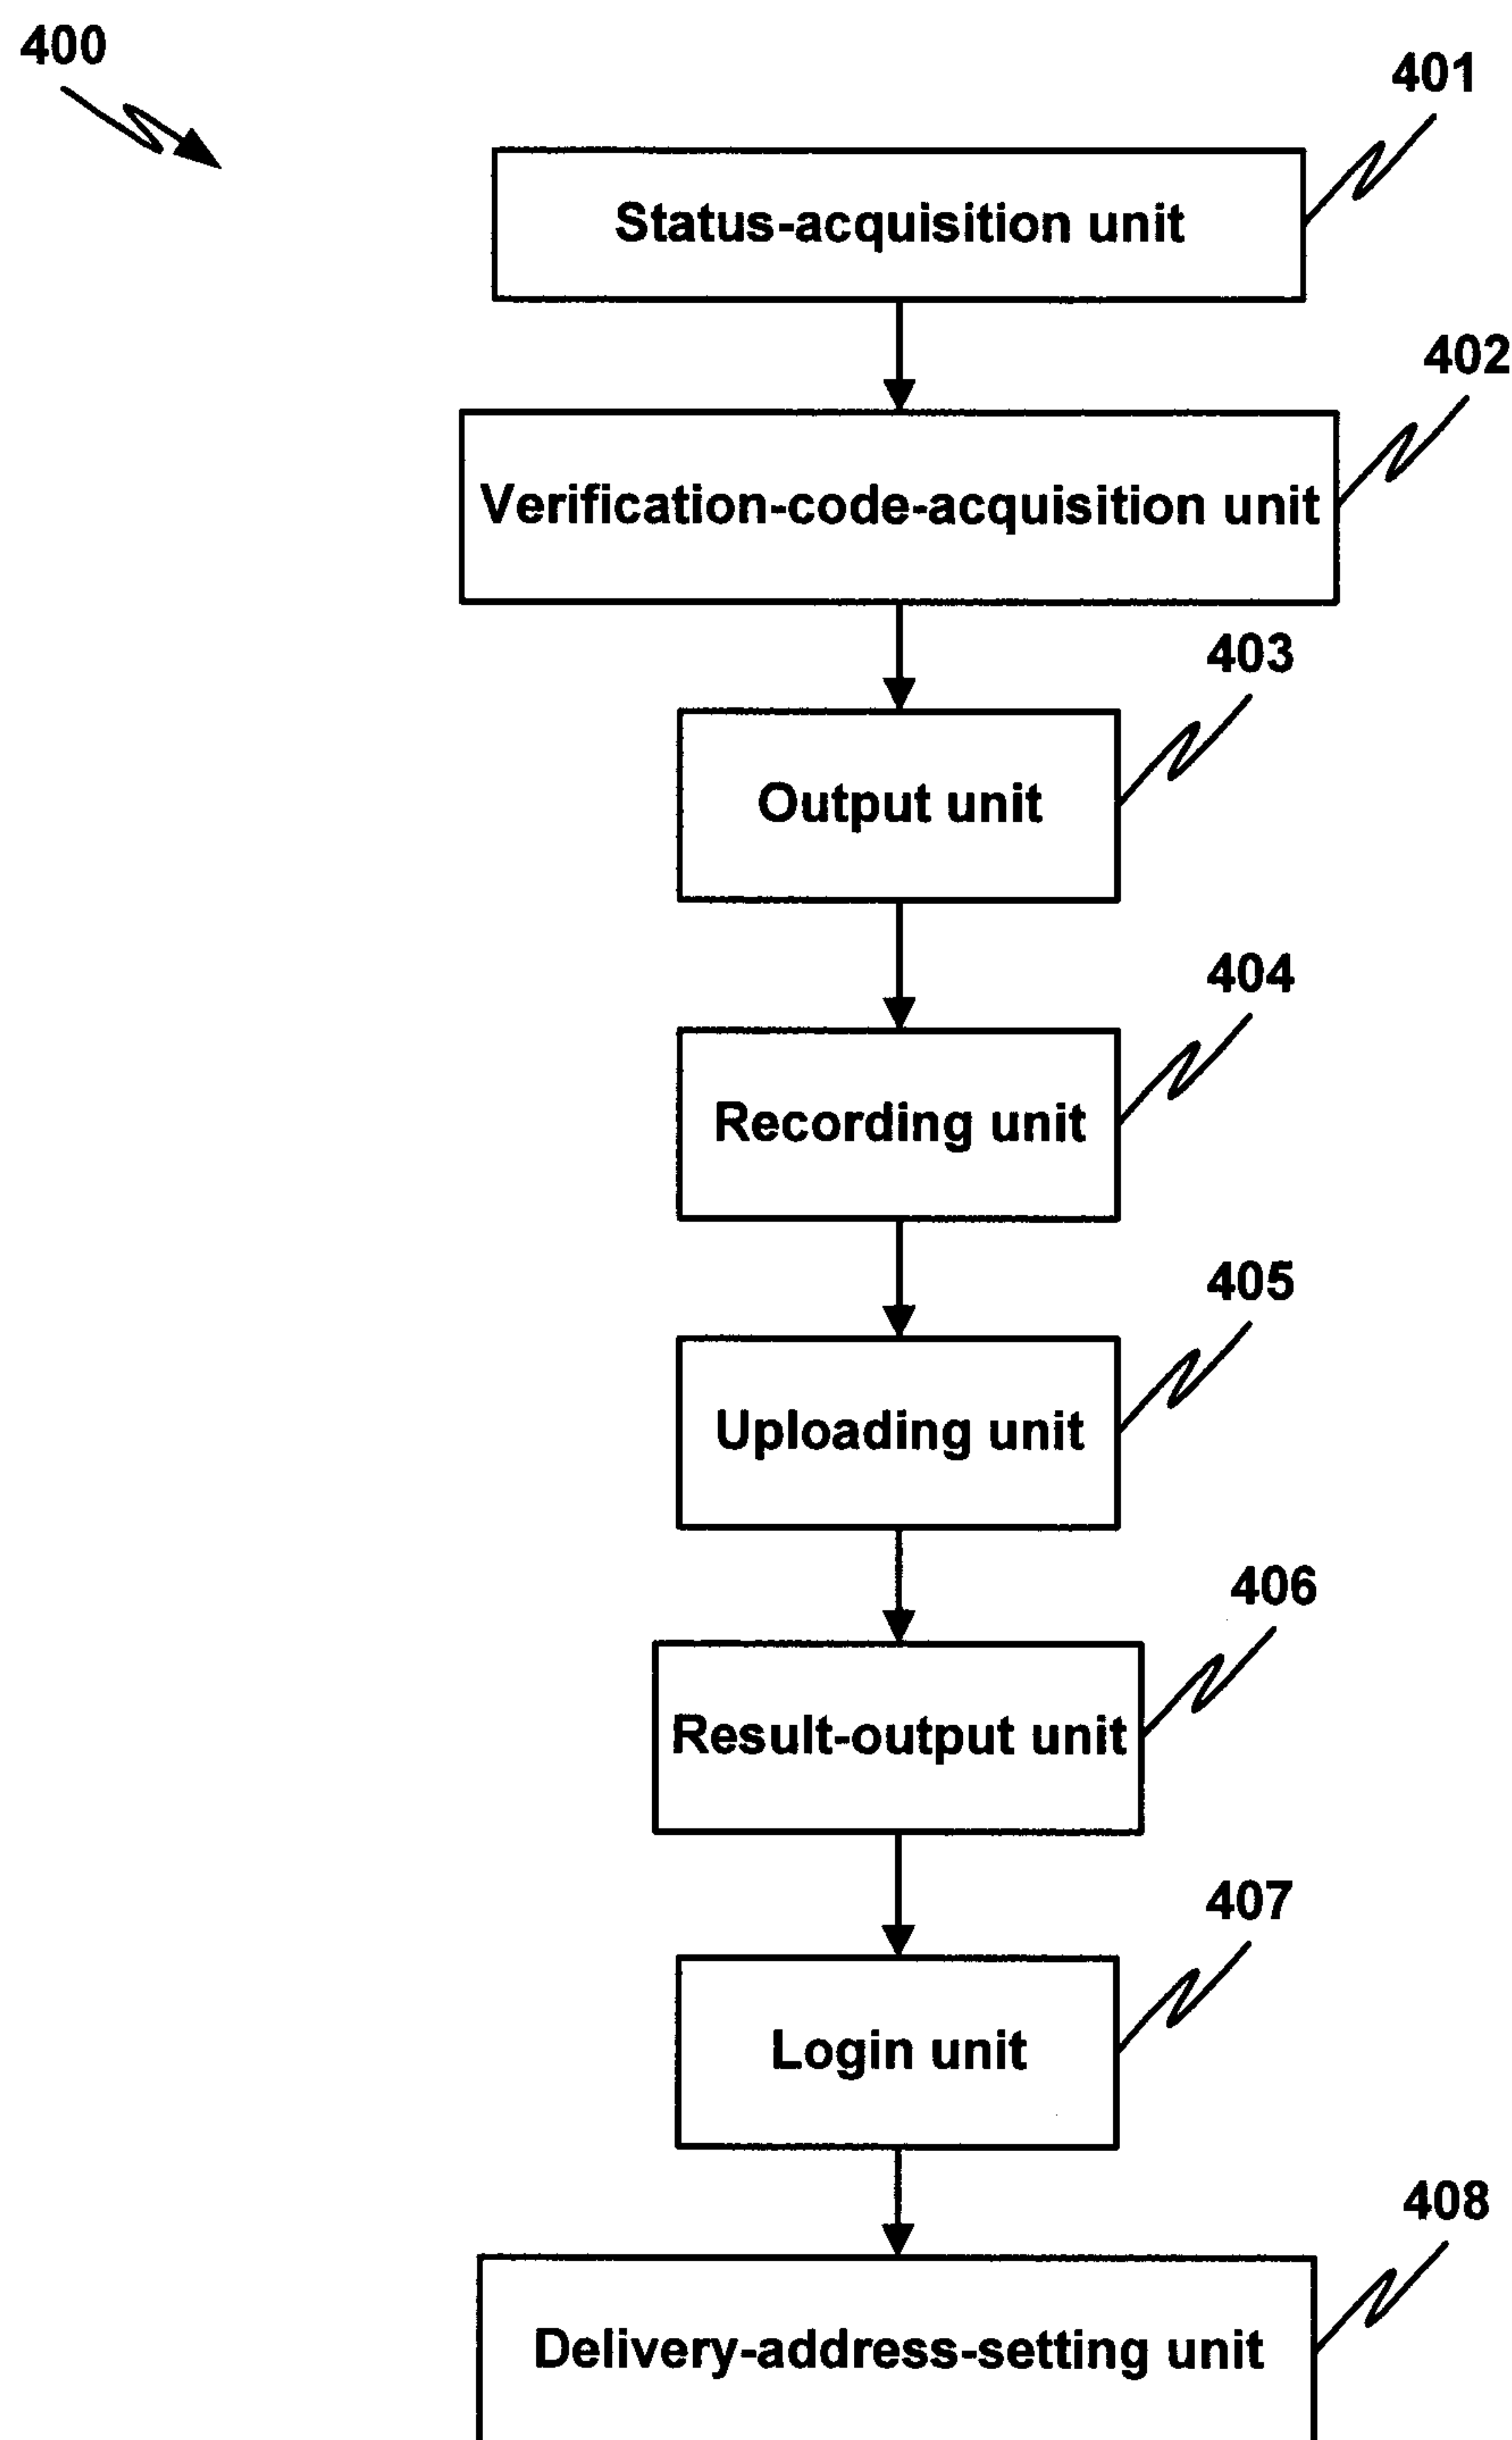 400
401
Status-acquisition unit
402
Verification-code-acquisition unit
403
Output unit
404
Recording unit
405
Uploading unit
406
Result-output unit
407
Login unit
408
Delivery-address-setting unit